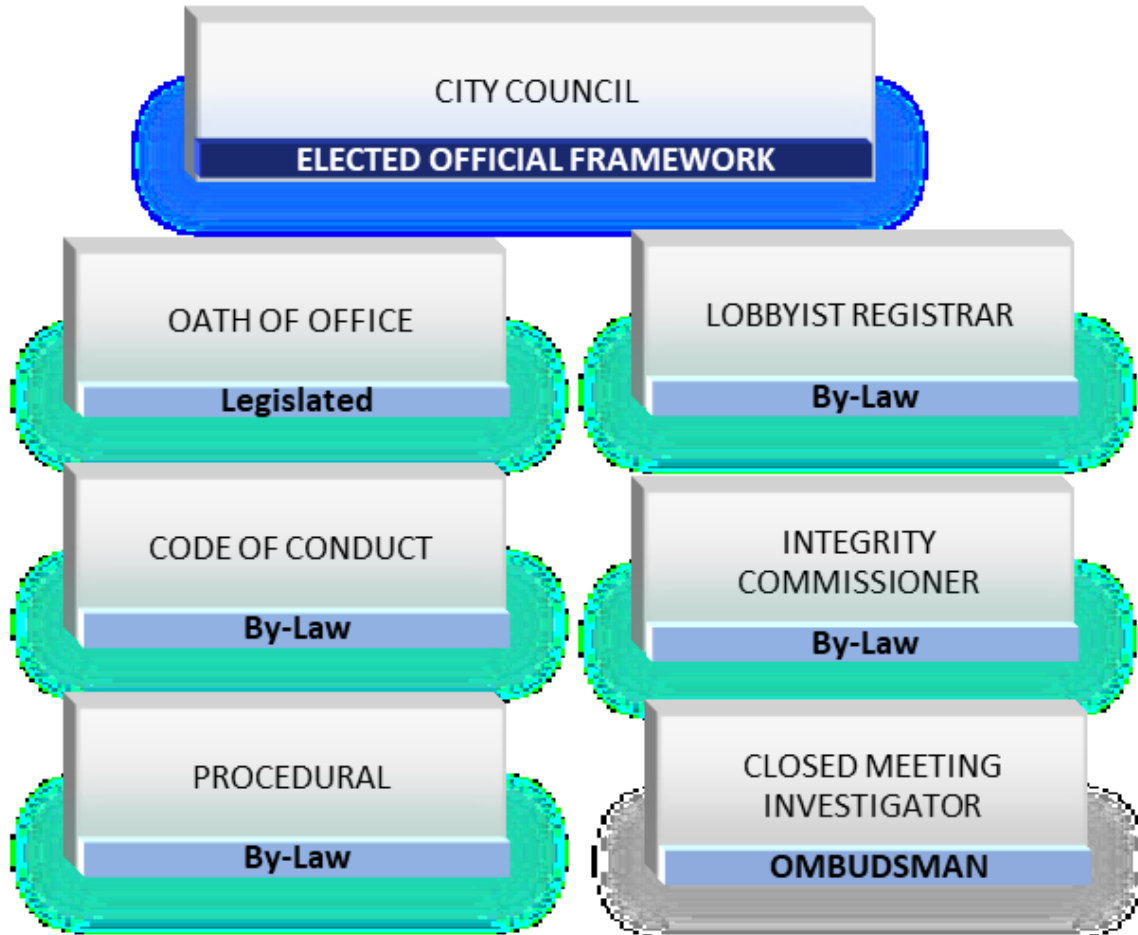 CITY COUNCIL
ELECTED OFFICIAL FRAMEWORK
OATH OF OFFICE
Legislated
LOBBYIST REGISTRAR
By-Law
CODE OF CONDUCT
By-Law
INTEGRITY
COMMISSIONER
By-Law
PROCEDURAL
By-Law
CLOSED MEETING
INVESTIGATOR
OMBUDSMAN